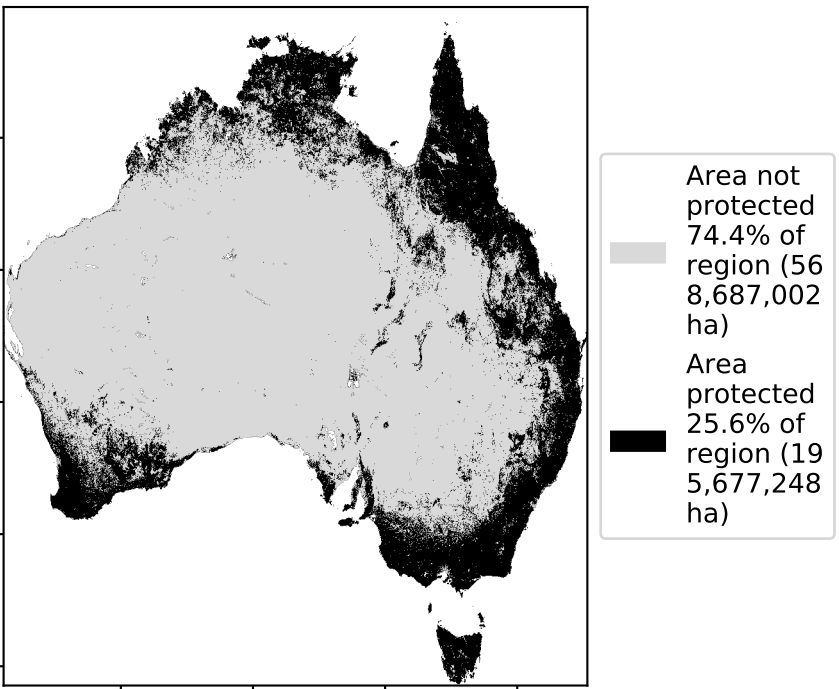 Area not
protected
74.4% of
region (56
8,687,002
ha)
Area
protected
25.6% of
region (19
5,677,248
ha)